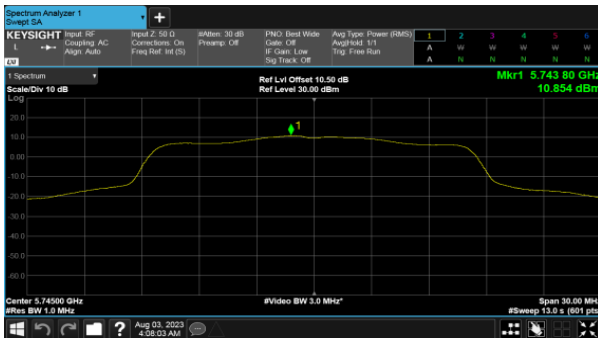 Spectrum Analyzer 1
Swept SA
+
KEYSIGHT
L
LXI
Input: RF
Coupling: AC
Align: Auto
Input Z: 50 Ω
Corrections: On
Freq Ref: Int (S)
#Atten: 30 dB
Preamp: Off
PNO: Best Wide
Gate: Off
IF Gain: Low
Sig Track: Off
Avg Type: Power (RMS)
Avg|Hold: 1/1
Trig: Free Run
1 2 3 4 5 6
A W W W W W
A N N N N N
1 Spectrum
Scale/Div 10 dB
Log
Ref Lvl Offset 10.50 dB
Ref Level 30.00 dBm
Mkr1 5.743 80 GHz
10.854 dBm
1
20.0
10.0
0.00
-10.0
-20.0
-30.0
-40.0
-50.0
-60.0
Center 5.74500 GHz
#Res BW 1.0 MHz
#Video BW 3.0 MHz*
Span 30.00 MHz
#Sweep 13.0 s (601 pts)
?
Aug 03, 2023
4:08:03 AM